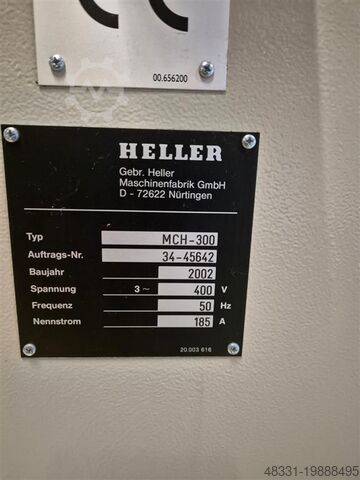 CE
00.656200
HELLER
Gebr. Heller
Maschinenfabrik GmbH
D - 72622 Nürtingen
Typ MCH-300
Auftrags-Nr. 34-45642
Baujahr 2002
Spannung 3~ 400 V
Frequenz 50 Hz
Nennstrom 185 A
20.003 616
48331-19888495